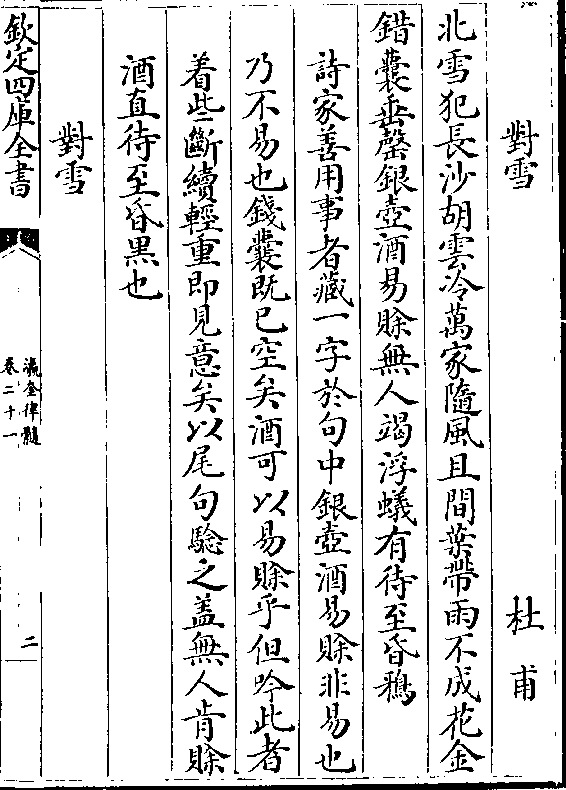 對雪　杜甫
北雪犯長沙胡雲冷萬家隨風且間葉帶雨不成花金
錯囊垂罄銀壺酒易賒無人竭浮蟻有待至昏鴉
詩家善用事者藏一字於句中銀壺酒易賒非易也
乃不易也錢囊既已空矣酒可以易賒乎但吟此者
着些斷續輕重即見意矣以尾句驗之盖無人肯賒
酒直待至昏黑也
對雪
欽定四庫全書
瀛奎律髓
卷二十一
二